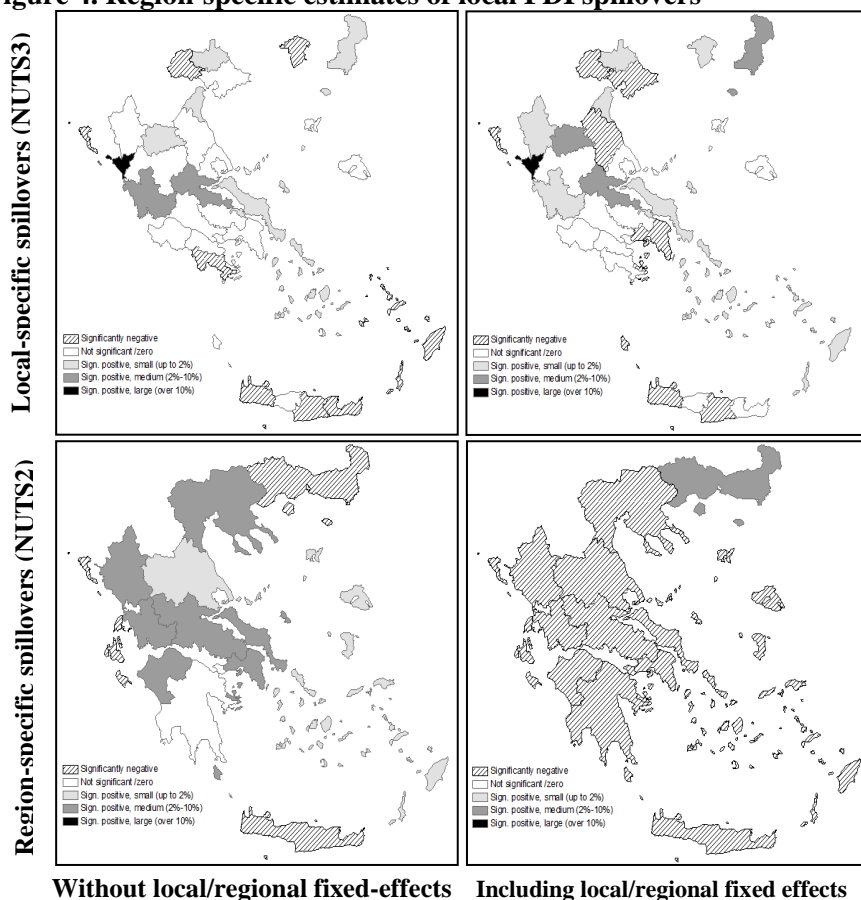 igure 4. Region-specific estimates of local FDI spillovers
Local-specific spillovers (NUTS3)
Significantly negative
Not significant /zero
Sign. positive, small (up to 2%)
Sign. positive, medium (2%-10%)
Sign. positive, large (over 10%)
Significantly negative
Not significant /zero
Sign. positive, small (up to 2%)
Sign. positive, medium (2%-10%)
Sign. positive, large (over 10%)
Region-specific spillovers (NUTS2)
Significantly negative
Not significant /zero
Sign. positive, small (up to 2%)
Sign. positive, medium (2%-10%)
Sign. positive, large (over 10%)
Significantly negative
Not significant /zero
Sign. positive, small (up to 2%)
Sign. positive, medium (2%-10%)
Sign. positive, large (over 10%)
Without local/regional fixed-effects Including local/regional fixed effects